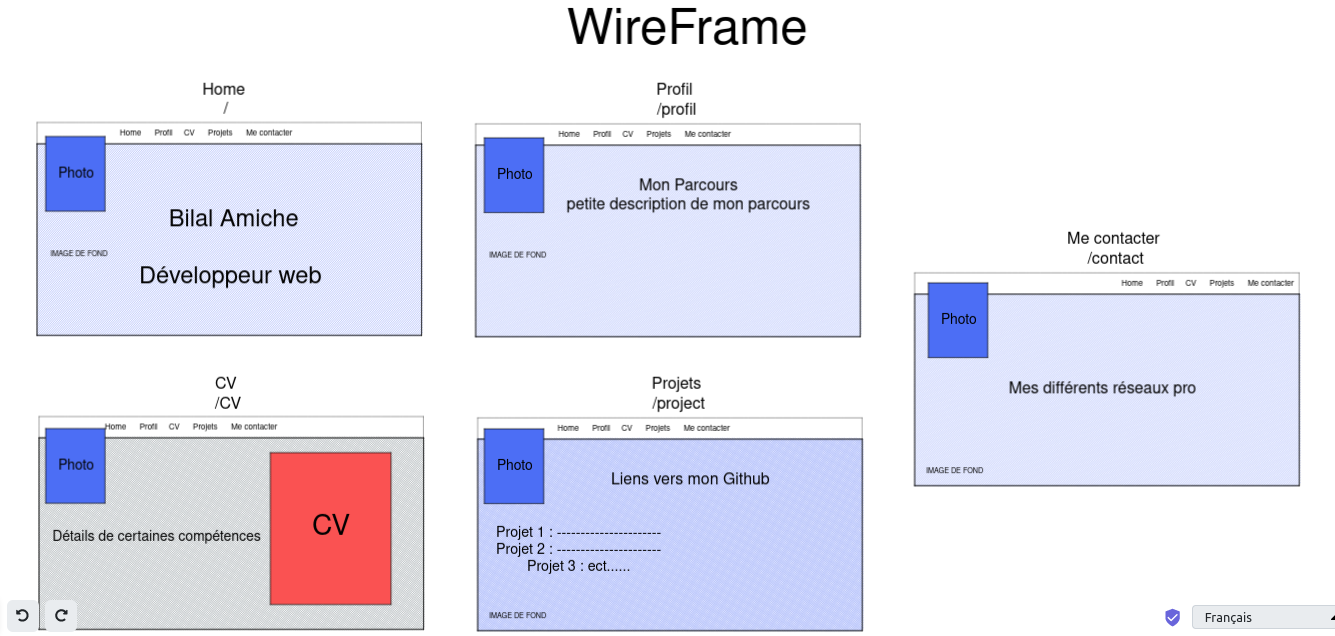 WireFrame
Home
/
Home Profil CV Projets Me contacter
Photo
Bilal Amiche
IMAGE DE FOND
Développeur web
Profil
/profil
Home Profil CV Projets Me contacter
Photo
Mon Parcours
petite description de mon parcours
IMAGE DE FOND
Me contacter
/contact
Home Profil CV Projets Me contacter
Photo
Mes différents réseaux pro
IMAGE DE FOND
CV
/CV
Home Profil CV Projets Me contacter
Photo
CV
Détails de certaines compétences
Projets
/project
Home Profil CV Projets Me contacter
Photo
Liens vers mon Github
Projet 1 : ----------------------
Projet 2 : ----------------------
Projet 3 : ect......
IMAGE DE FOND
Français